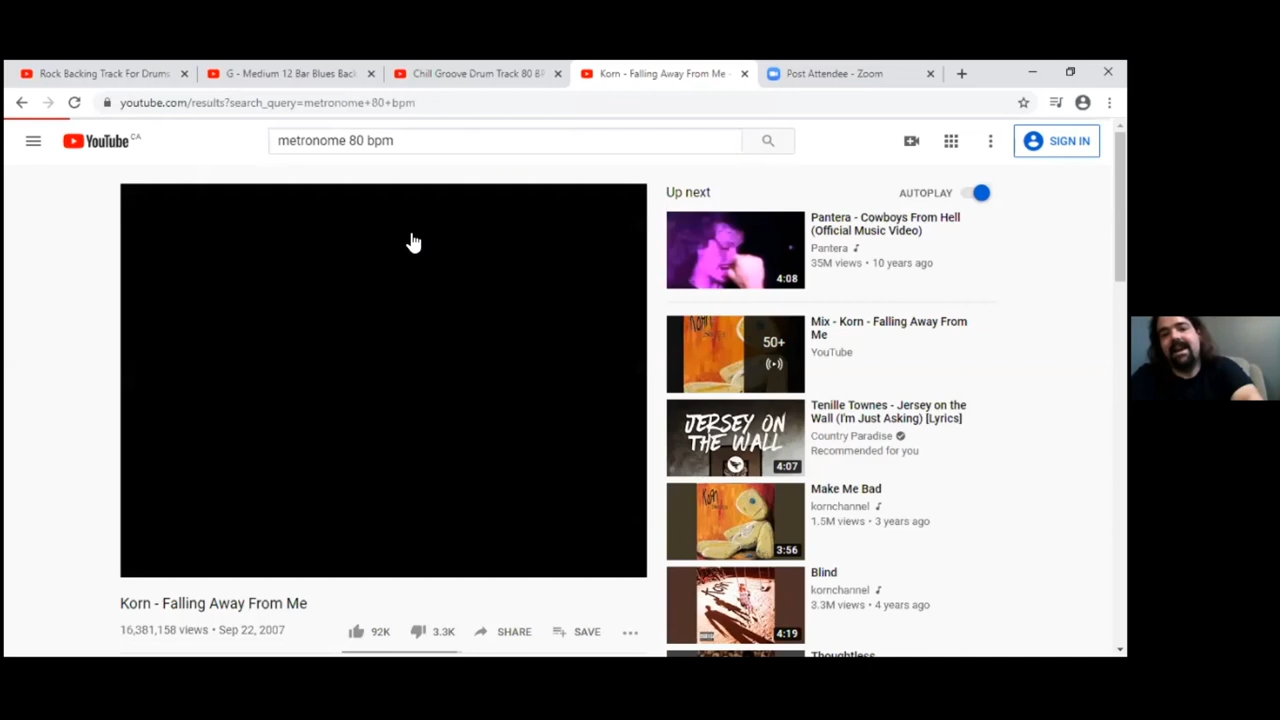 Rock Backing Track For Drums
G - Medium 12 Bar Blues Back
Chill Groove Drum Track 80 BP
Korn - Falling Away From Me -
Post Attendee - Zoom
youtube.com/results?search_query=metronome+80+bpm
YouTube CA
metronome 80 bpm
SIGN IN
Up next
AUTOPLAY
Pantera - Cowboys From Hell
(Official Music Video)
Pantera
35M views • 10 years ago
4:08
Mix - Korn - Falling Away From
Me
YouTube
KoRn
50+
Tenille Townes - Jersey on the
Wall (I'm Just Asking) [Lyrics]
Country Paradise
Recommended for you
JERSEY ON
THE WALL
4:07
Make Me Bad
kornchannel
1.5M views • 3 years ago
KoRn
3:56
Blind
kornchannel
3.3M views • 4 years ago
4:19
Thoughtless
Korn - Falling Away From Me
16,381,158 views • Sep 22, 2007
92K
3.3K
SHARE
SAVE